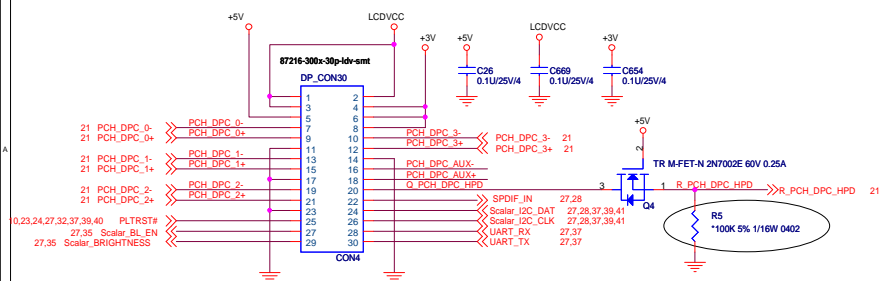 +5V LCDVCC +3V +5V LCDVCC +3V
87216-300x-30p-ldv-smt
DP_CON30
C26 0.1U/25V/4
C669 0.1U/25V/4
C654 0.1U/25V/4
A
1 2
3 4
5 6
21 PCH_DPC_0- PCH_DPC_0- 7 8
21 PCH_DPC_0+ PCH_DPC_0+ 9 10 PCH_DPC_3- PCH_DPC_3- 21
11 12 PCH_DPC_3+ PCH_DPC_3+ 21
21 PCH_DPC_1- PCH_DPC_1- 13 14
21 PCH_DPC_1+ PCH_DPC_1+ 15 16 PCH_DPC_AUX-
17 18 PCH_DPC_AUX+
21 PCH_DPC_2- PCH_DPC_2- 19 20 Q_PCH_DPC_HPD
21 PCH_DPC_2+ PCH_DPC_2+ 21 22 SPDIF_IN 27,28
23 24 Scalar_I2C_DAT 27,28,37,39,41
0,23,24,27,32,37,39,40 PLTRST# 25 26 Scalar_I2C_CLK 27,28,37,39,41
27,35 Scalar_BL_EN 27 28 UART_RX 27,37
27,35 Scalar_BRIGHTNESS 29 30 UART_TX 27,37
CON4
+5V
2
TR M-FET-N 2N7002E 60V 0.25A
3 1 R_PCH_DPC_HPD R_PCH_DPC_HPD 21
Q4
R5
*100K 5% 1/16W 0402